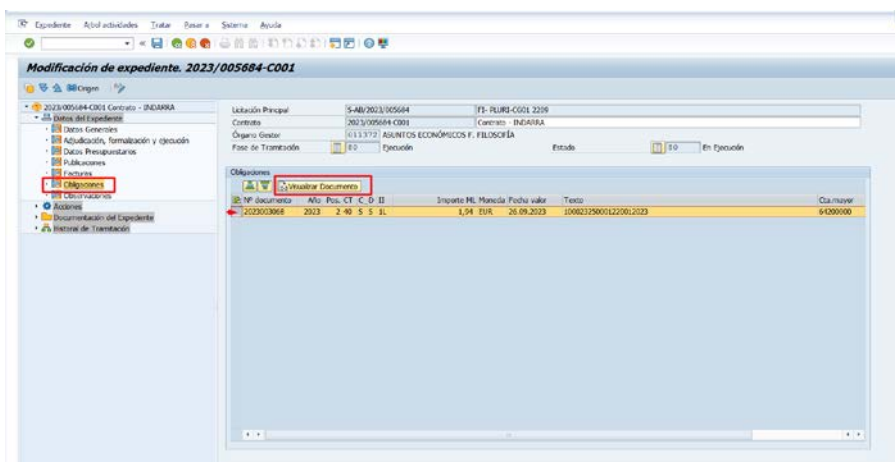 Expediente Arbol actividades Tratar Pasar a Sistema Ayuda
Modificación de expediente. 2023/005684-C001
Origen
2023/005684-C001 Contrato - INDARRA
Datos del Expediente
Datos Generales
Adjudicación, formalización y ejecución
Datos Presupuestarios
Publicaciones
Facturas
Obligaciones
Observaciones
Acciones
Documentación del Expediente
Historial de Tramitación
Licitación Principal S-AB/2023/005684 FI- PLURI-CG01 2209
Contrato 2023/005684-C001 Contrato - INDARRA
Órgano Gestor 011372 ASUNTOS ECONÓMICOS F. FILOSOFÍA
Fase de Tramitación E0 Ejecución Estado E0 En Ejecución
Obligaciones
Visualizar Documento
Nº documento Año Pos. CT C_D II Importe ML Moneda Fecha valor Texto Cta.mayor
2023003068 2023 2 40 S S 1L 1,94 EUR 26.09.2023 64200000